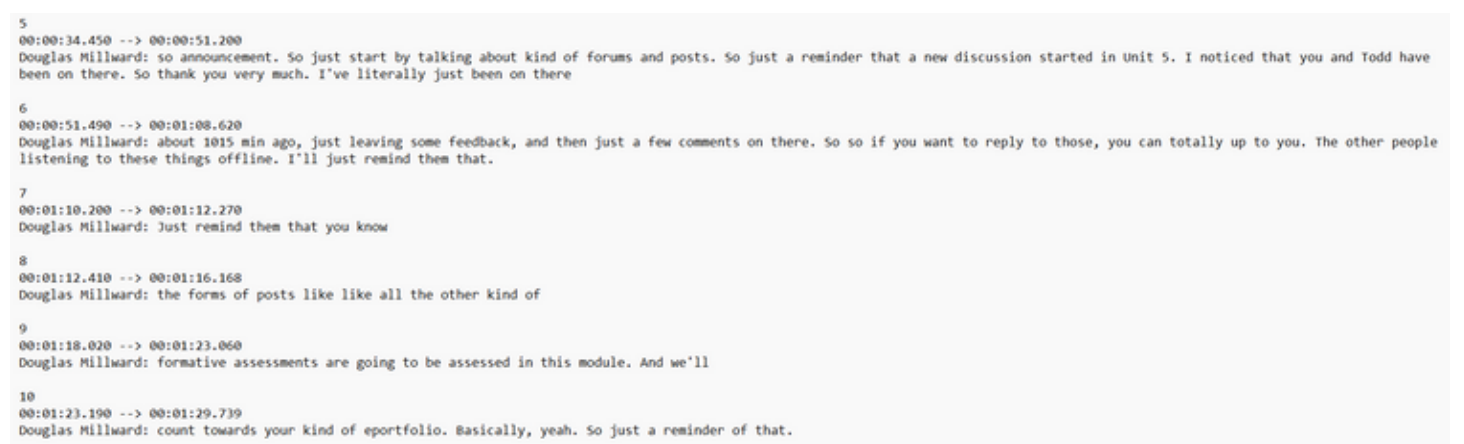 5
00:00:34.450 --> 00:00:51.200
Douglas Millward: so announcement. So just start by talking about kind of forums and posts. So just a reminder that a new discussion started in Unit 5. I noticed that you and Todd have
been on there. So thank you very much. I've literally just been on there
6
00:00:51.490 --> 00:01:08.620
Douglas Millward: about 1015 min ago, just leaving some feedback, and then just a few comments on there. So so if you want to reply to those, you can totally up to you. The other people
listening to these things offline. I'll just remind them that.
7
00:01:10.200 --> 00:01:12.270
Douglas Millward: Just remind them that you know
8
00:01:12.410 --> 00:01:16.168
Douglas Millward: the forms of posts like like all the other kind of
9
00:01:18.020 --> 00:01:23.060
Douglas Millward: formative assessments are going to be assessed in this module. And we'll
10
00:01:23.190 --> 00:01:29.739
Douglas Millward: count towards your kind of eportfolio. Basically, yeah. So just a reminder of that.